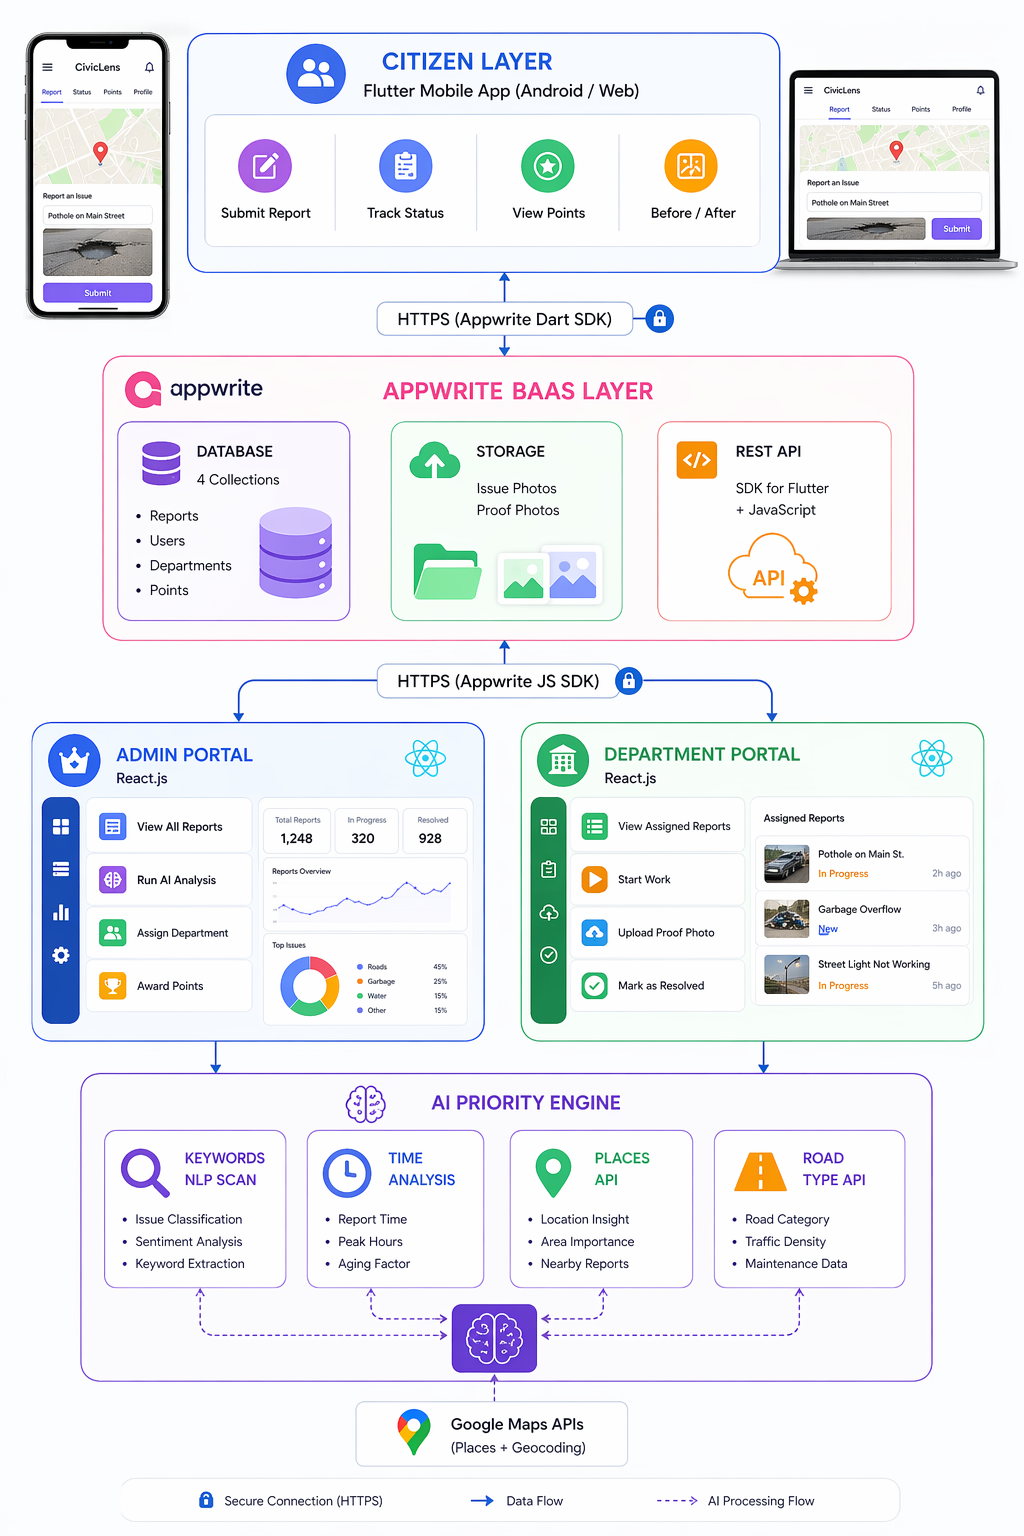 CivicLens
Report Status Points Profile
Report an Issue
Pothole on Main Street
Submit
CITIZEN LAYER
Flutter Mobile App (Android / Web)
Submit Report
Track Status
View Points
Before / After
CivicLens
Report Status Points Profile
Report an Issue
Pothole on Main Street
Submit
HTTPS (Appwrite Dart SDK)
appwrite
APPWRITE BAAS LAYER
DATABASE
4 Collections
• Reports
• Users
• Departments
• Points
STORAGE
Issue Photos
Proof Photos
</>
REST API
SDK for Flutter
+ JavaScript
API
HTTPS (Appwrite JS SDK)
ADMIN PORTAL
React.js
View All Reports
Run AI Analysis
Assign Department
Award Points
Total Reports
1,248
In Progress
320
Resolved
928
Reports Overview
Top Issues
Roads 45%
Garbage 25%
Water 15%
Other 15%
DEPARTMENT PORTAL
React.js
View Assigned Reports
Start Work
Upload Proof Photo
Mark as Resolved
Assigned Reports
Pothole on Main St.
In Progress 2h ago
Garbage Overflow
New 3h ago
Street Light Not Working
In Progress 5h ago
AI PRIORITY ENGINE
KEYWORDS
NLP SCAN
• Issue Classification
• Sentiment Analysis
• Keyword Extraction
TIME
ANALYSIS
• Report Time
• Peak Hours
• Aging Factor
PLACES
API
• Location Insight
• Area Importance
• Nearby Reports
ROAD
TYPE API
• Road Category
• Traffic Density
• Maintenance Data
Google Maps APIs
(Places + Geocoding)
Secure Connection (HTTPS)
Data Flow
AI Processing Flow